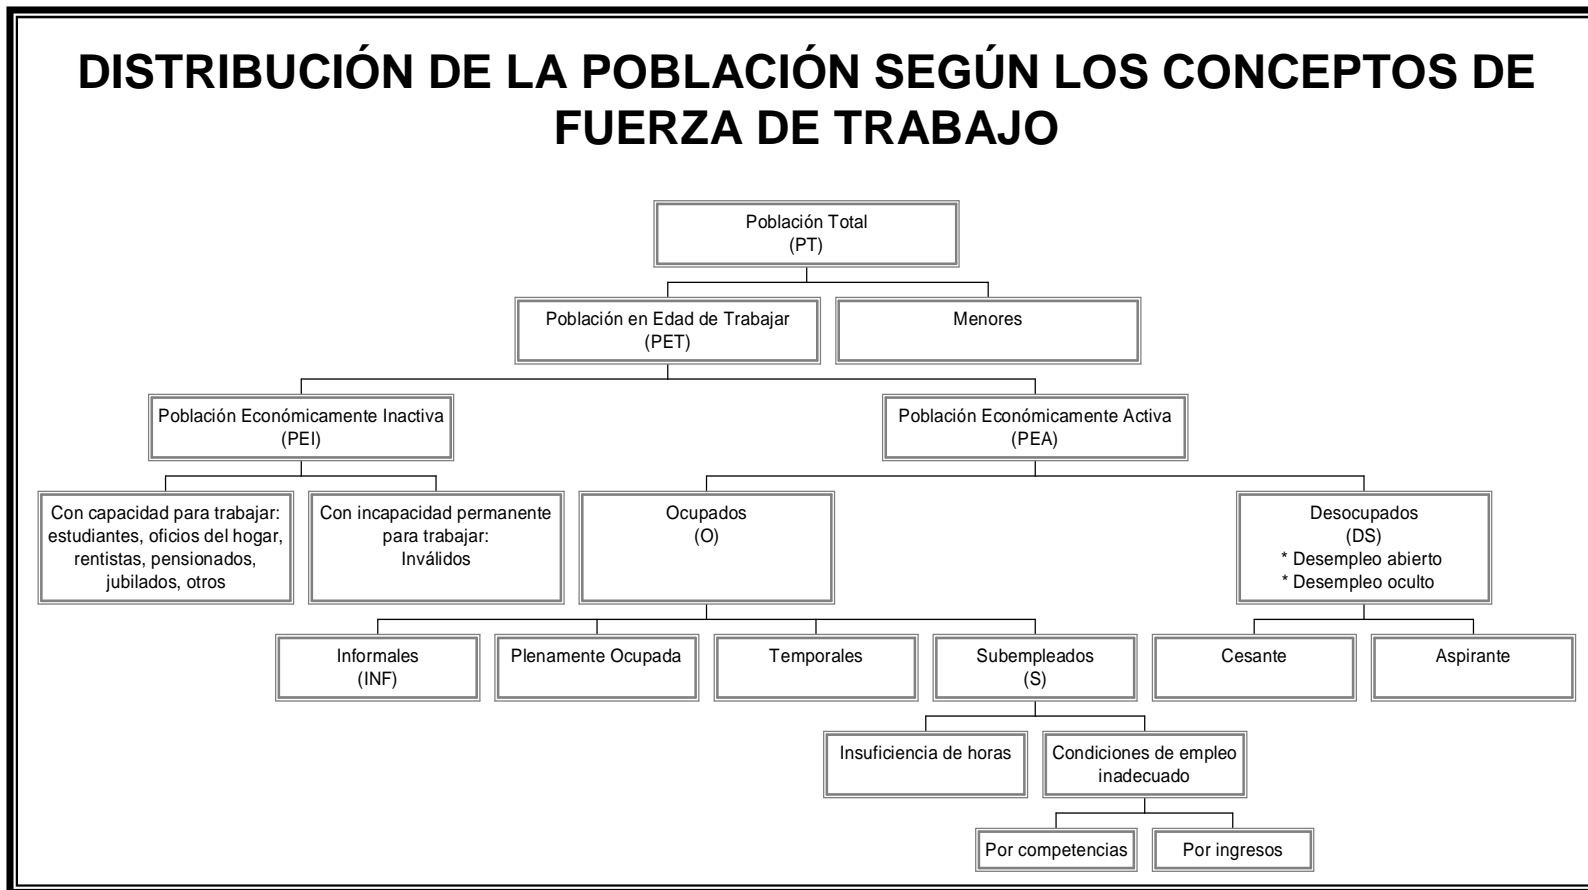 DISTRIBUCIÓN DE LA POBLACIÓN SEGÚN LOS CONCEPTOS DE
FUERZA DE TRABAJO
Población Total
(PT)
Población en Edad de Trabajar
(PET)
Menores
Población Económicamente Inactiva
(PEI)
Población Económicamente Activa
(PEA)
Con capacidad para trabajar:
estudiantes, oficios del hogar,
rentistas, pensionados,
jubilados, otros
Con incapacidad permanente
para trabajar:
Inválidos
Ocupados
(O)
Desocupados
(DS)
* Desempleo abierto
* Desempleo oculto
Informales
(INF)
Plenamente Ocupada
Temporales
Subempleados
(S)
Cesante
Aspirante
Insuficiencia de horas
Condiciones de empleo
inadecuado
Por competencias
Por ingresos